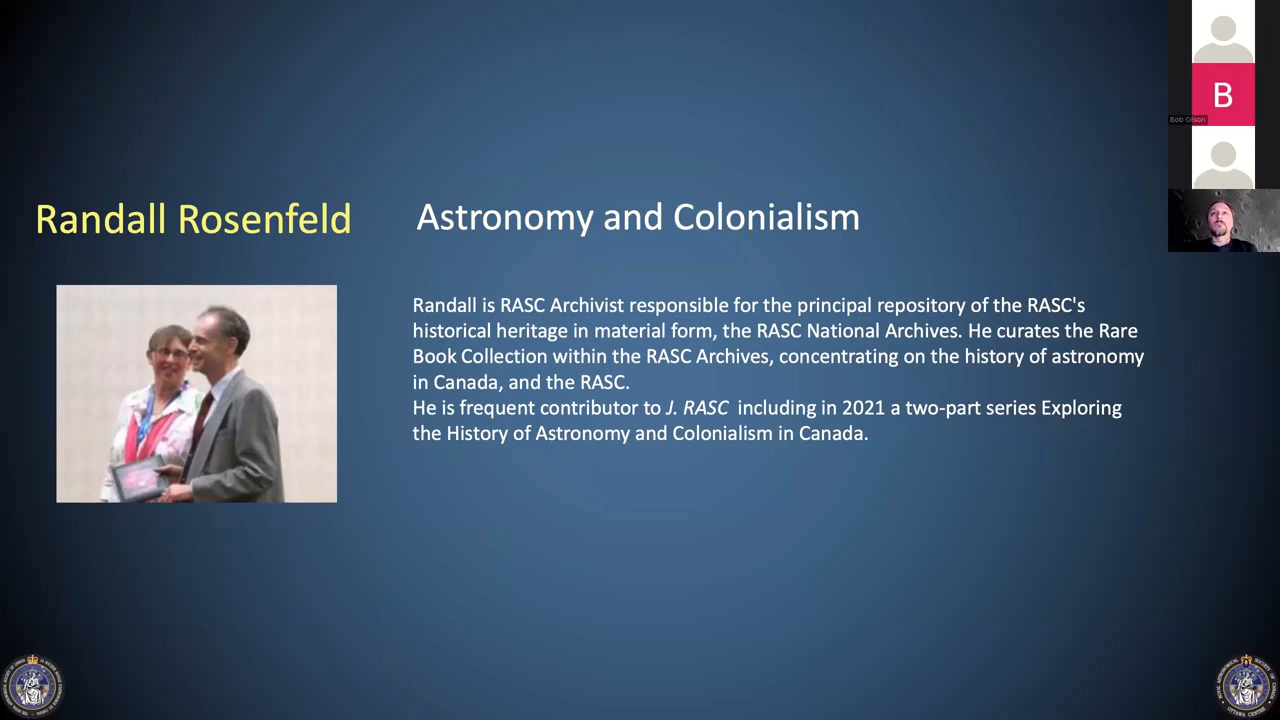 Randall Rosenfeld
Astronomy and Colonialism
Randall is RASC Archivist responsible for the principal repository of the RASC's
historical heritage in material form, the RASC National Archives. He curates the Rare
Book Collection within the RASC Archives, concentrating on the history of astronomy
in Canada, and the RASC.
He is frequent contributor to J. RASC including in 2021 a two-part series Exploring
the History of Astronomy and Colonialism in Canada.
B
Bob Olson
OTTAWA CENTRE